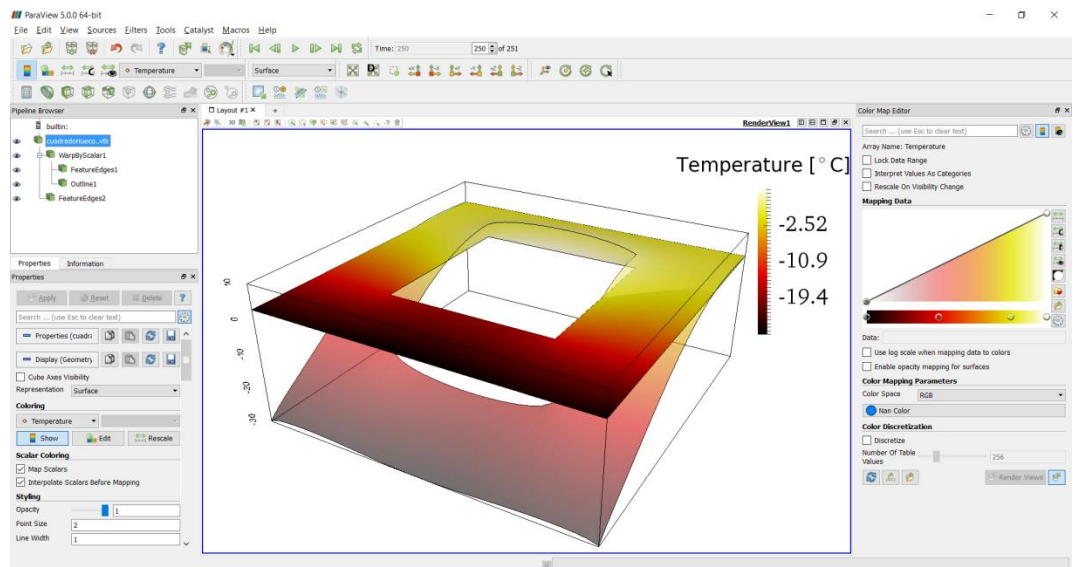 ParaView 5.0.0 64-bit
File Edit View Sources Filters Tools Catalyst Macros Help
Time: 250 250 of 251
Temperature Surface
Pipeline Browser
builtin:
cuadradoHueco..vtk
WarpByScalar1
FeatureEdges1
Outline1
FeatureEdges2
Properties Information
Properties
Apply Reset Delete ?
Search ... (use Esc to clear text)
Properties (cuadr
Display (Geometry
Cube Axes Visibility
Representation Surface
Coloring
Temperature
Show Edit Rescale
Scalar Coloring
Map Scalars
Interpolate Scalars Before Mapping
Styling
Opacity 1
Point Size 2
Line Width 1
Layout #1 +
3D RenderView1
Temperature [°C]
-2.52
-10.9
-19.4
10
0
-10
-20
-30
Color Map Editor
Search ... (use Esc to clear text)
Array Name: Temperature
Lock Data Range
Interpret Values As Categories
Rescale On Visibility Change
Mapping Data
Data:
Use log scale when mapping data to colors
Enable opacity mapping for surfaces
Color Mapping Parameters
Color Space RGB
Nan Color
Color Discretization
Discretize
Number Of Table
Values 256
Render Views